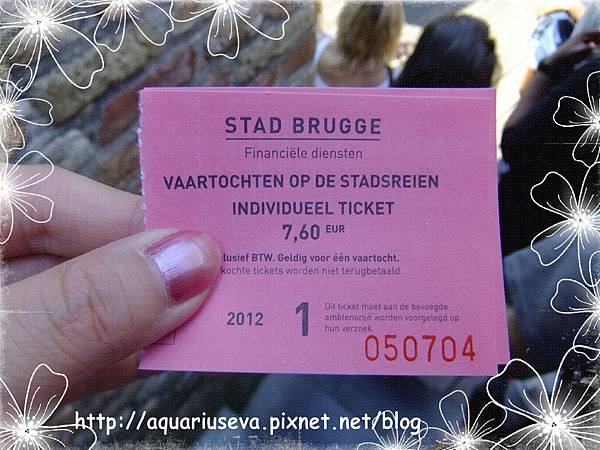 STAD BRUGGE
Financiële diensten
VAARTOCHTEN OP DE STADSREIEN
INDIVIDUEEL TICKET
7,60 EUR
BTW. Geldig voor één vaartocht.
tickets worden niet terugbetaald.
2012
1
Dit ticket moet aan de bevoegde
ambtenaren worden voorgelegd op
hun verzoek.
050704
http://aquariuseva.pixnet.net/blog